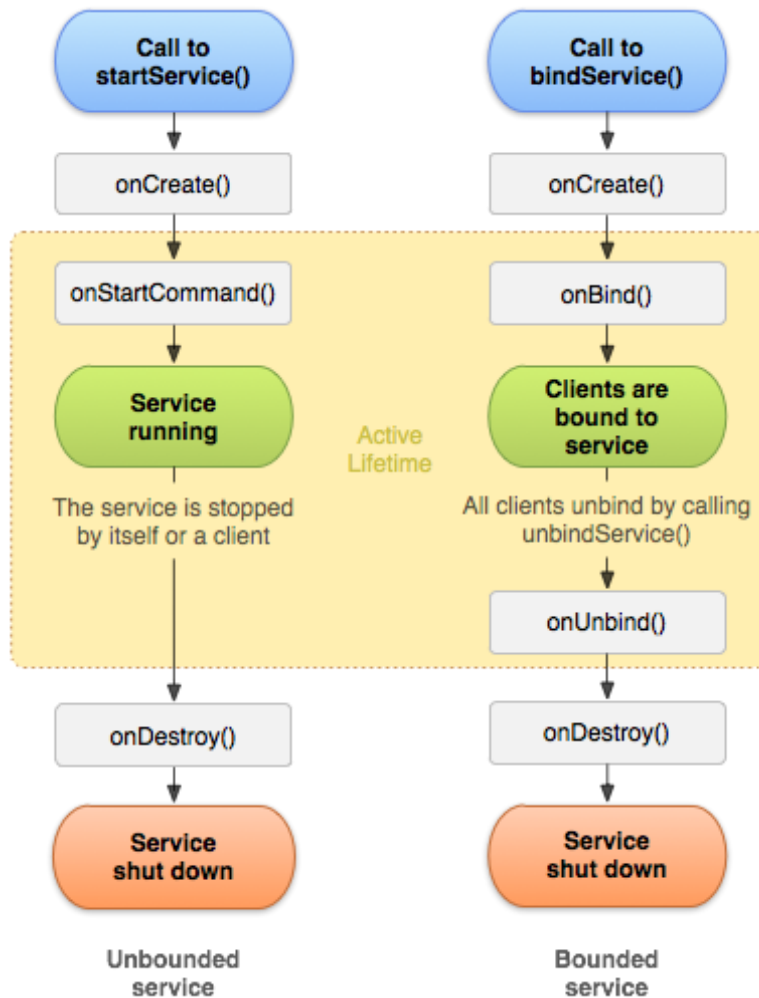 Call to
startService()
onCreate()
onStartCommand()
Service
running
The service is stopped
by itself or a client
onDestroy()
Service
shut down
Unbounded
service
Active
Lifetime
Call to
bindService()
onCreate()
onBind()
Clients are
bound to
service
All clients unbind by calling
unbindService()
onUnbind()
onDestroy()
Service
shut down
Bounded
service